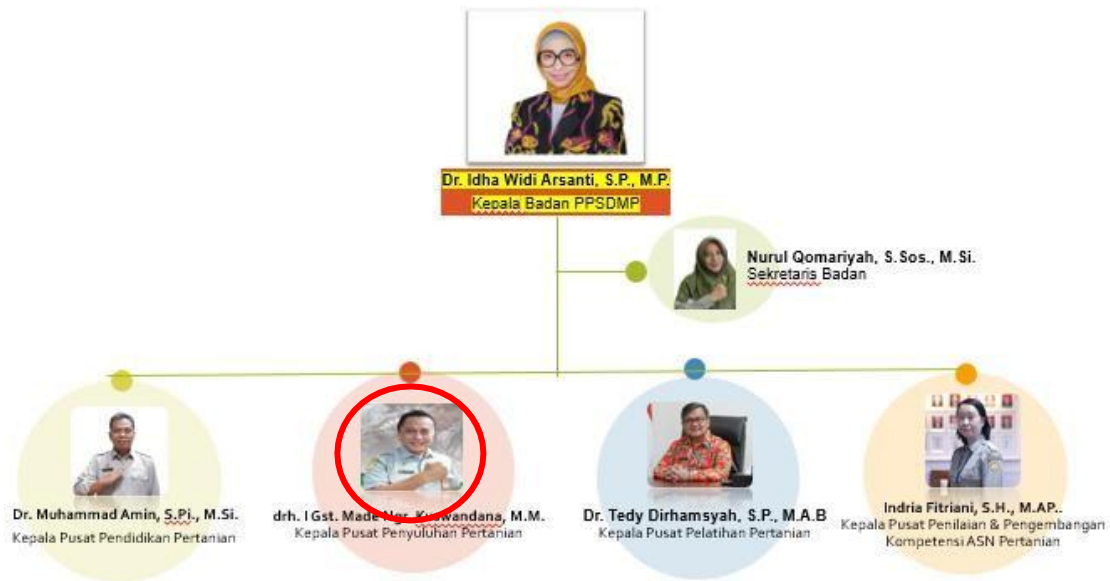 Dr. Idha Widi Arsanti, S.P., M.P.
Kepala Badan PPSDMP
Nurul Qomariyah, S.Sos., M.Si.
Sekretaris Badan
Dr. Muhammad Amin, S.Pi., M.Si.
Kepala Pusat Pendidikan Pertanian
drh. I Gst. Made Ngr. Kuswandana, M.M.
Kepala Pusat Penyuluhan Pertanian
Dr. Tedy Dirhamsyah, S.P., M.A.B
Kepala Pusat Pelatihan Pertanian
Indria Fitriani, S.H., M.AP..
Kepala Pusat Penilaian & Pengembangan
Kompetensi ASN Pertanian